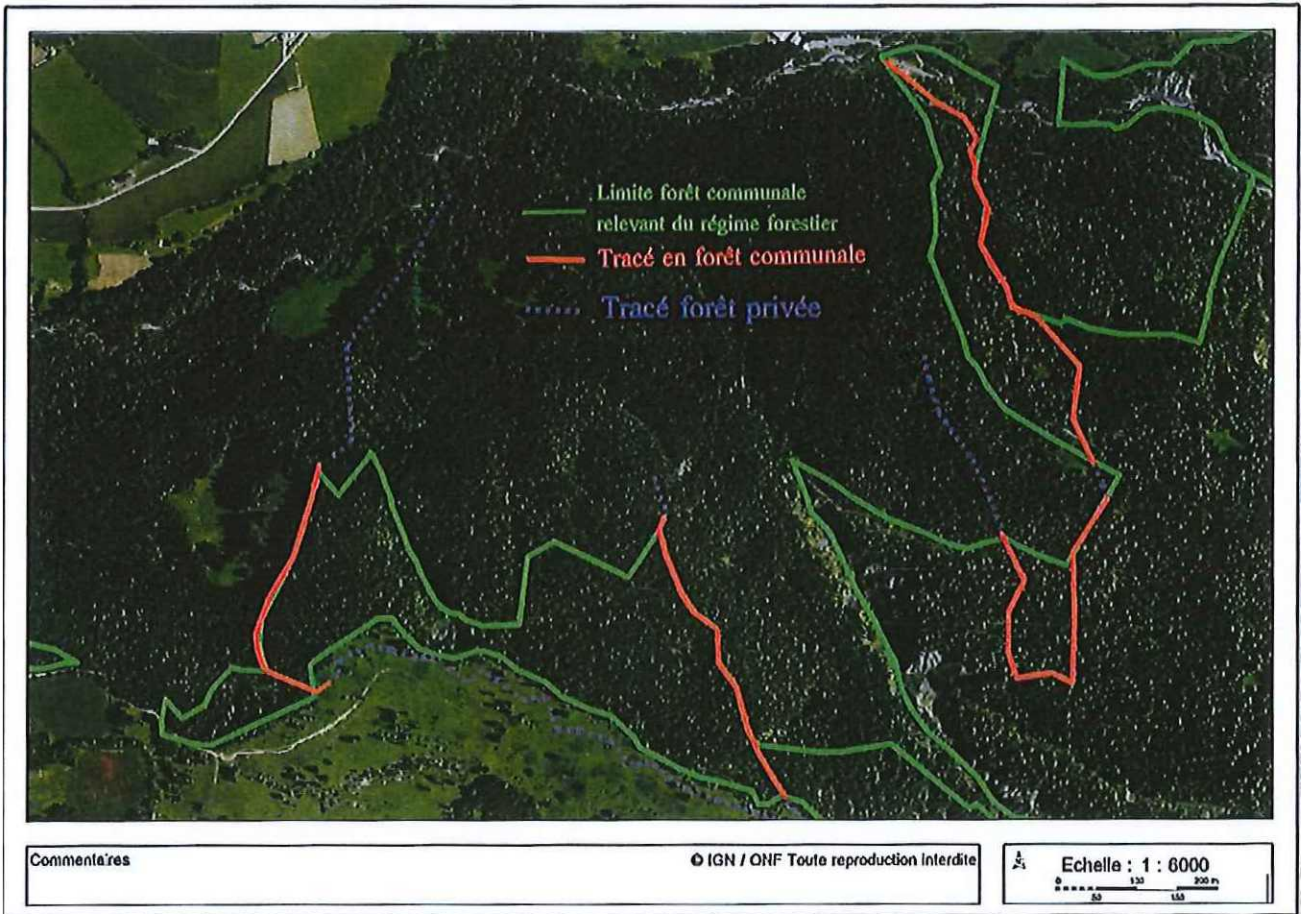 Limite forêt communale
relevant du régime forestier
Tracé en forêt communale
Tracé forêt privée
Commentaires
© IGN / ONF Toute reproduction interdite
Echelle : 1 : 6000